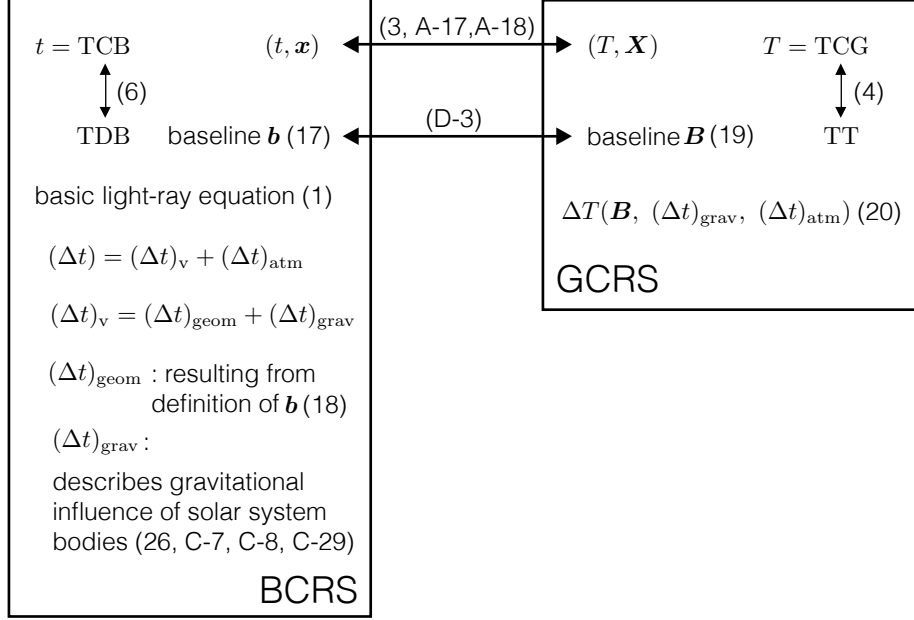 (3, A-17,A-18)
t = TCB (t, x)
(6)
TDB baseline b (17)
(D-3)
basic light-ray equation (1)
(Δt) = (Δt)v + (Δt)atm
(Δt)v = (Δt)geom + (Δt)grav
(Δt)geom : resulting from
definition of b (18)
(Δt)grav :
describes gravitational
influence of solar system
bodies (26, C-7, C-8, C-29)
BCRS
(T, X) T = TCG
(4)
baseline B (19) TT
ΔT(B, (Δt)grav, (Δt)atm) (20)
GCRS